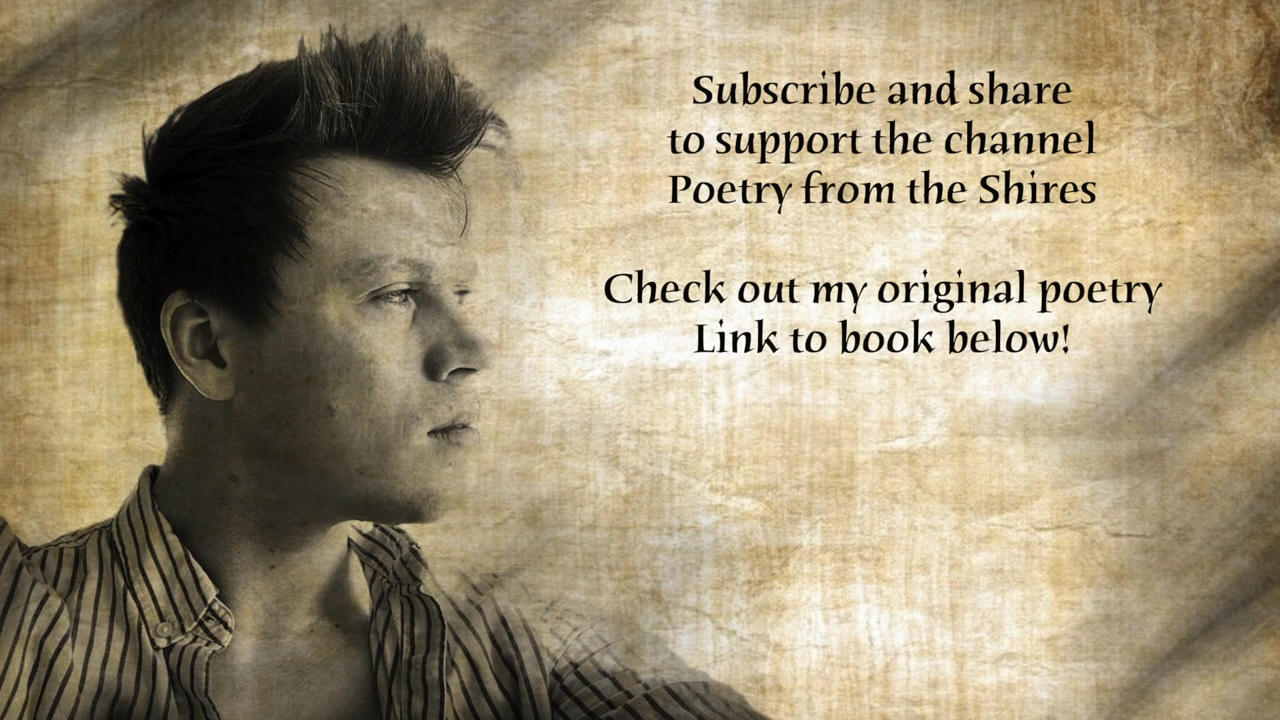 Subscribe and share
to support the channel
Poetry from the Shires
Check out my original poetry
Link to book below!